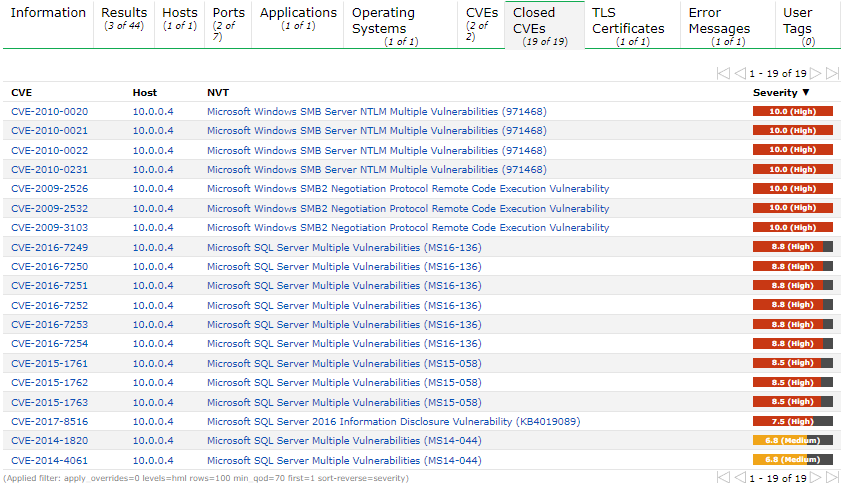 Information Results (3 of 44) Hosts (1 of 1) Ports (2 of 7) Applications (1 of 1) Operating Systems (1 of 1) CVEs (2 of 2) Closed CVEs (19 of 19) TLS Certificates (1 of 1) Error Messages (1 of 1) User Tags (0)
1 - 19 of 19
CVE Host NVT Severity ▼
CVE-2010-0020 10.0.0.4 Microsoft Windows SMB Server NTLM Multiple Vulnerabilities (971468) 10.0 (High)
CVE-2010-0021 10.0.0.4 Microsoft Windows SMB Server NTLM Multiple Vulnerabilities (971468) 10.0 (High)
CVE-2010-0022 10.0.0.4 Microsoft Windows SMB Server NTLM Multiple Vulnerabilities (971468) 10.0 (High)
CVE-2010-0231 10.0.0.4 Microsoft Windows SMB Server NTLM Multiple Vulnerabilities (971468) 10.0 (High)
CVE-2009-2526 10.0.0.4 Microsoft Windows SMB2 Negotiation Protocol Remote Code Execution Vulnerability 10.0 (High)
CVE-2009-2532 10.0.0.4 Microsoft Windows SMB2 Negotiation Protocol Remote Code Execution Vulnerability 10.0 (High)
CVE-2009-3103 10.0.0.4 Microsoft Windows SMB2 Negotiation Protocol Remote Code Execution Vulnerability 10.0 (High)
CVE-2016-7249 10.0.0.4 Microsoft SQL Server Multiple Vulnerabilities (MS16-136) 8.8 (High)
CVE-2016-7250 10.0.0.4 Microsoft SQL Server Multiple Vulnerabilities (MS16-136) 8.8 (High)
CVE-2016-7251 10.0.0.4 Microsoft SQL Server Multiple Vulnerabilities (MS16-136) 8.8 (High)
CVE-2016-7252 10.0.0.4 Microsoft SQL Server Multiple Vulnerabilities (MS16-136) 8.8 (High)
CVE-2016-7253 10.0.0.4 Microsoft SQL Server Multiple Vulnerabilities (MS16-136) 8.8 (High)
CVE-2016-7254 10.0.0.4 Microsoft SQL Server Multiple Vulnerabilities (MS16-136) 8.8 (High)
CVE-2015-1761 10.0.0.4 Microsoft SQL Server Multiple Vulnerabilities (MS15-058) 8.5 (High)
CVE-2015-1762 10.0.0.4 Microsoft SQL Server Multiple Vulnerabilities (MS15-058) 8.5 (High)
CVE-2015-1763 10.0.0.4 Microsoft SQL Server Multiple Vulnerabilities (MS15-058) 8.5 (High)
CVE-2017-8516 10.0.0.4 Microsoft SQL Server 2016 Information Disclosure Vulnerability (KB4019089) 7.5 (High)
CVE-2014-1820 10.0.0.4 Microsoft SQL Server Multiple Vulnerabilities (MS14-044) 6.8 (Medium)
CVE-2014-4061 10.0.0.4 Microsoft SQL Server Multiple Vulnerabilities (MS14-044) 6.8 (Medium)
(Applied filter: apply_overrides=0 levels=hml rows=100 min_qod=70 first=1 sort-reverse=severity) 1 - 19 of 19